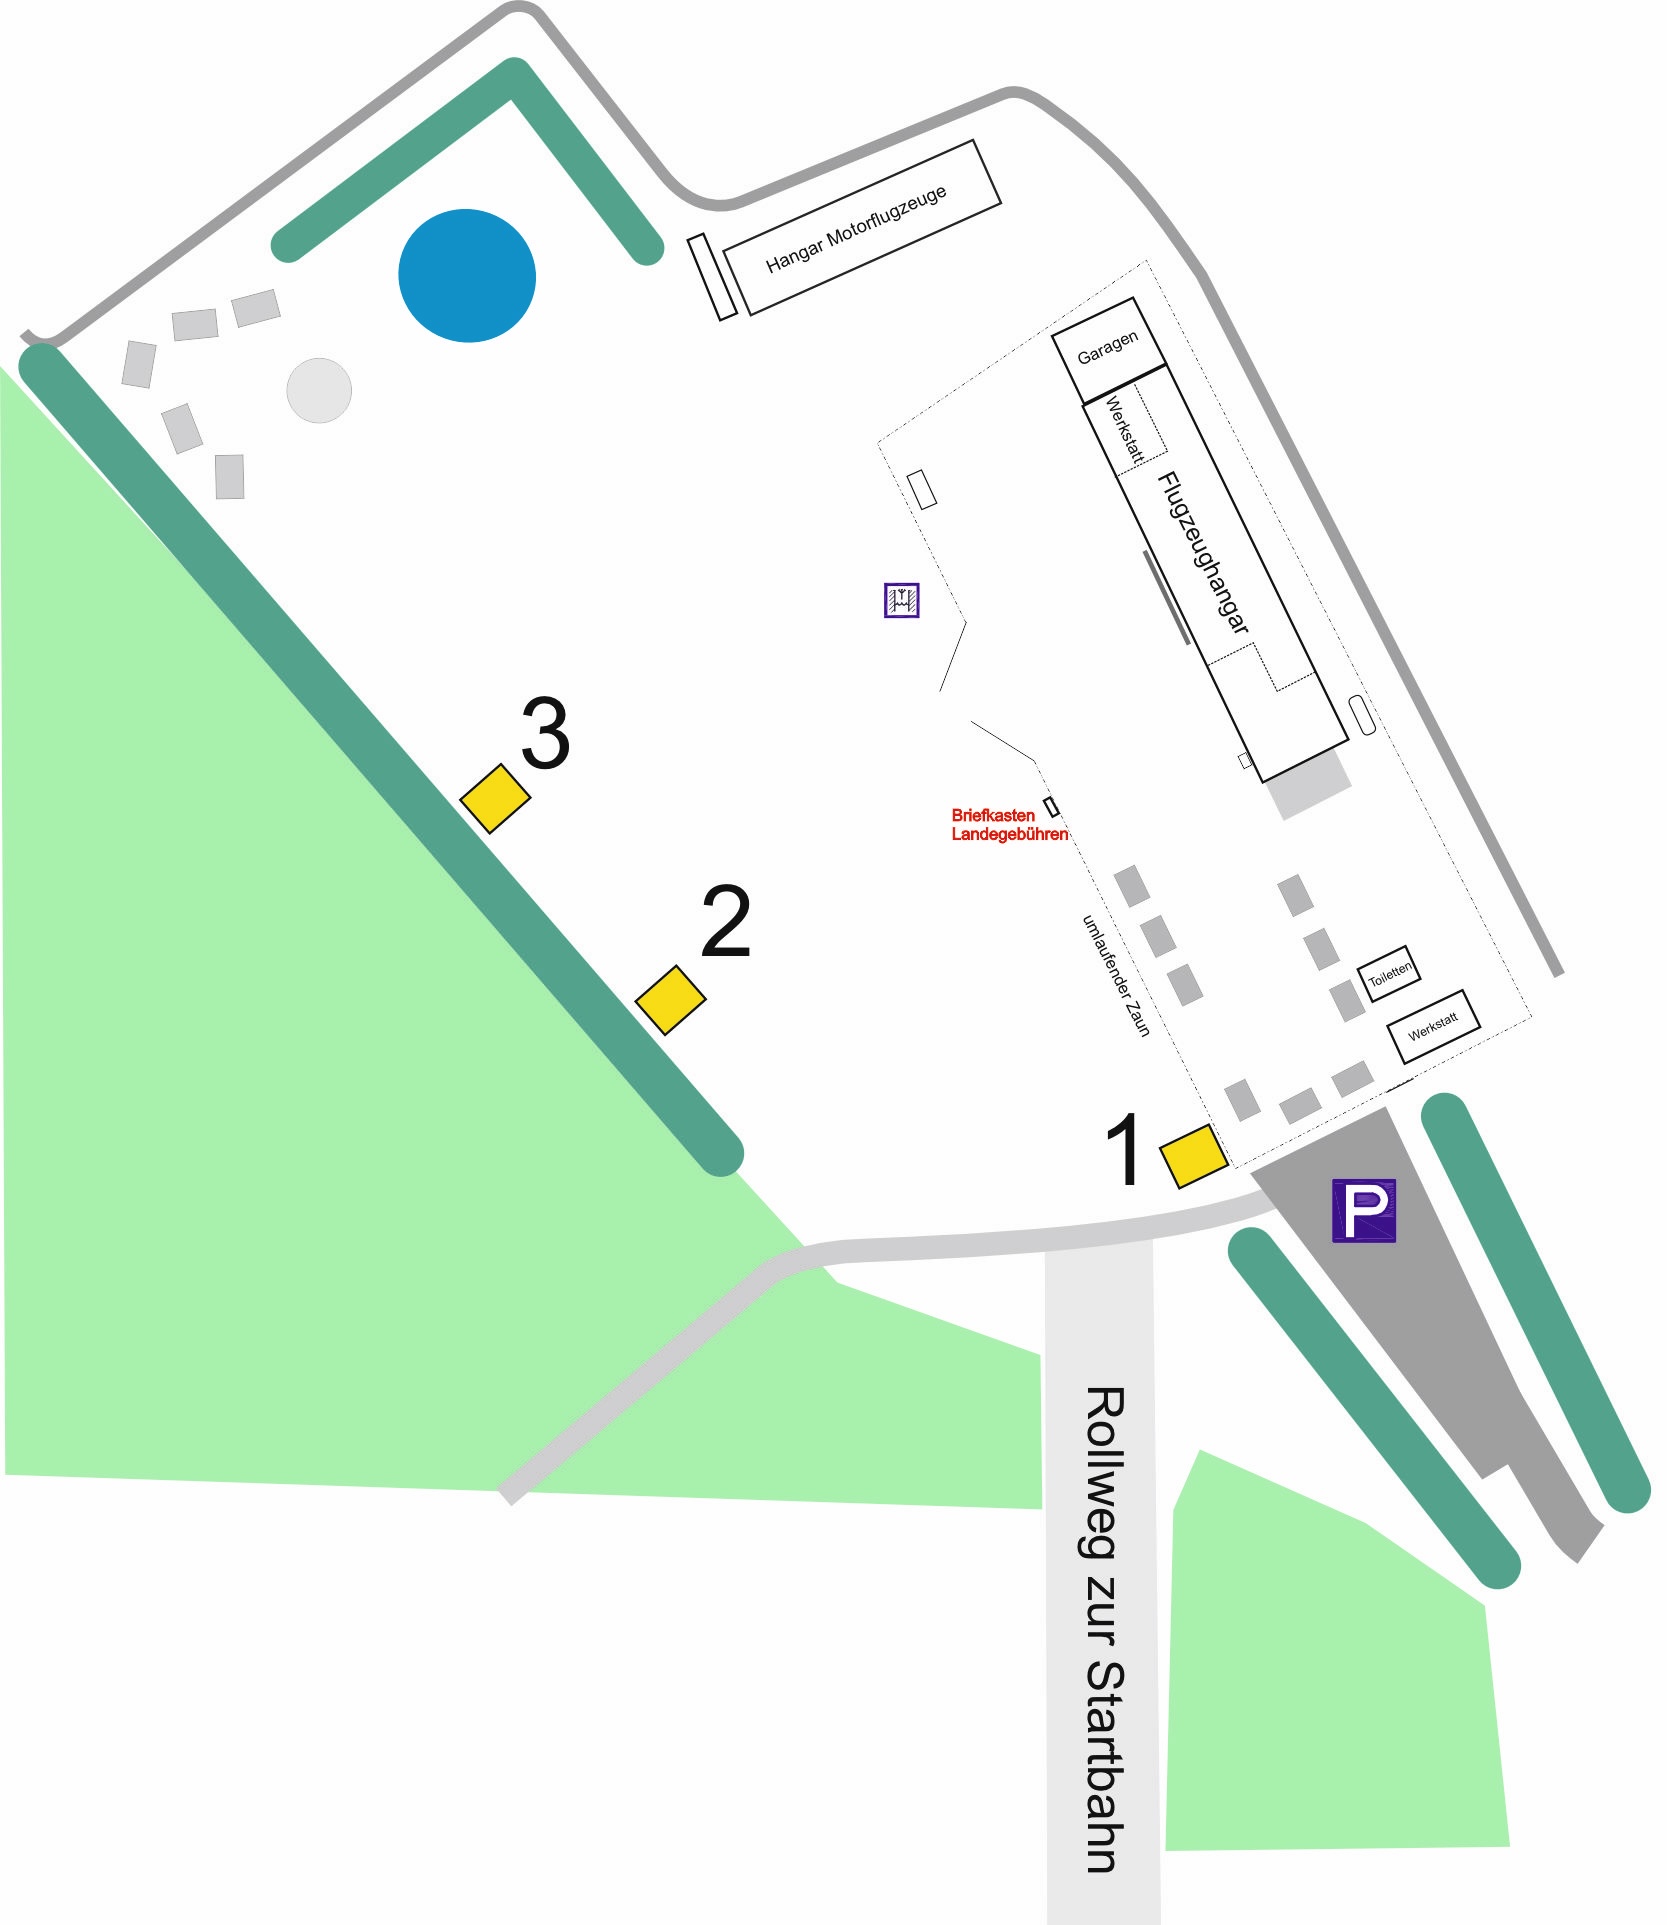 Hangar Motorflugzeuge
Garagen
Werkstatt
Flugzeughangar
3
Briefkasten
Landegebühren
2
umlaufender Zaun
Toiletten
Werkstatt
1
P
Rollweg zur Startbahn